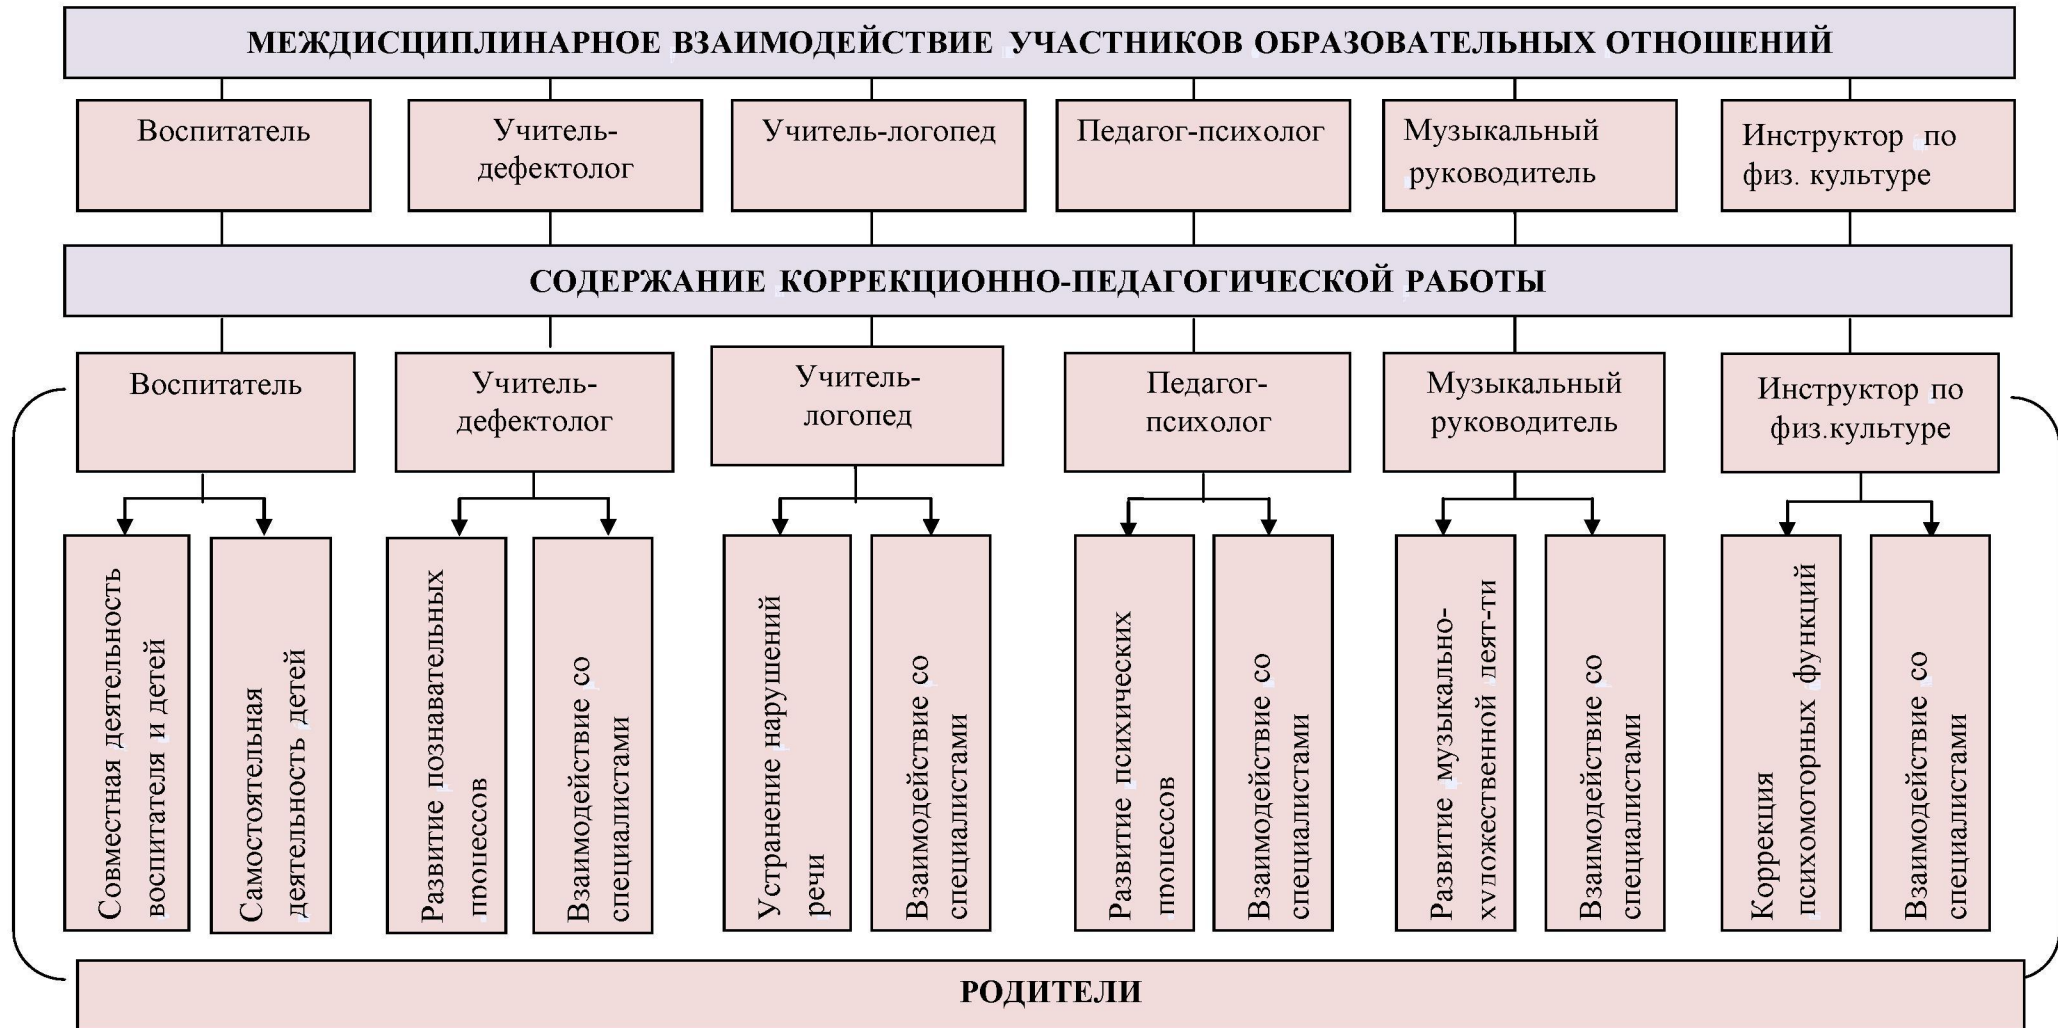 МЕЖДИСЦИПЛИНАРНОЕ ВЗАИМОДЕЙСТВИЕ УЧАСТНИКОВ ОБРАЗОВАТЕЛЬНЫХ ОТНОШЕНИЙ
Воспитатель
Учитель-
дефектолог
Учитель-логопед
Педагог-психолог
Музыкальный
руководитель
Инструктор по
физ. культуре
СОДЕРЖАНИЕ КОРРЕКЦИОННО-ПЕДАГОГИЧЕСКОЙ РАБОТЫ
Воспитатель
Учитель-
дефектолог
Учитель-
логопед
Педагог-
психолог
Музыкальный
руководитель
Инструктор по
физ.культуре
Совместная деятельность
воспитателя и детей
Самостоятельная
деятельность детей
Развитие познавательных
процессов
Взаимодействие со
специалистами
Устранение нарушений
речи
Взаимодействие со
специалистами
Развитие психических
процессов
Взаимодействие со
специалистами
Развитие музыкально-
художественной деят-ти
Взаимодействие со
специалистами
Коррекция
психомоторных функций
Взаимодействие со
специалистами
РОДИТЕЛИ